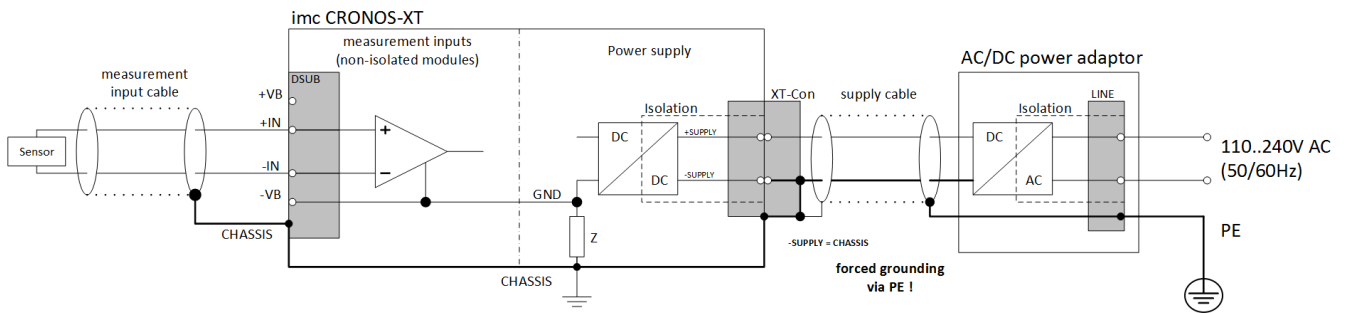 imc CRONOS-XT
measurement inputs
(non-isolated modules)
Power supply
AC/DC power adaptor
measurement
input cable
DSUB
+VB
+IN
-IN
-VB
Sensor
+
−
CHASSIS
GND
Z
CHASSIS
Isolation
DC
DC
+SUPPLY
-SUPPLY
XT-Con
supply cable
-SUPPLY = CHASSIS
forced grounding
via PE !
LINE
Isolation
DC
AC
110..240V AC
(50/60Hz)
PE